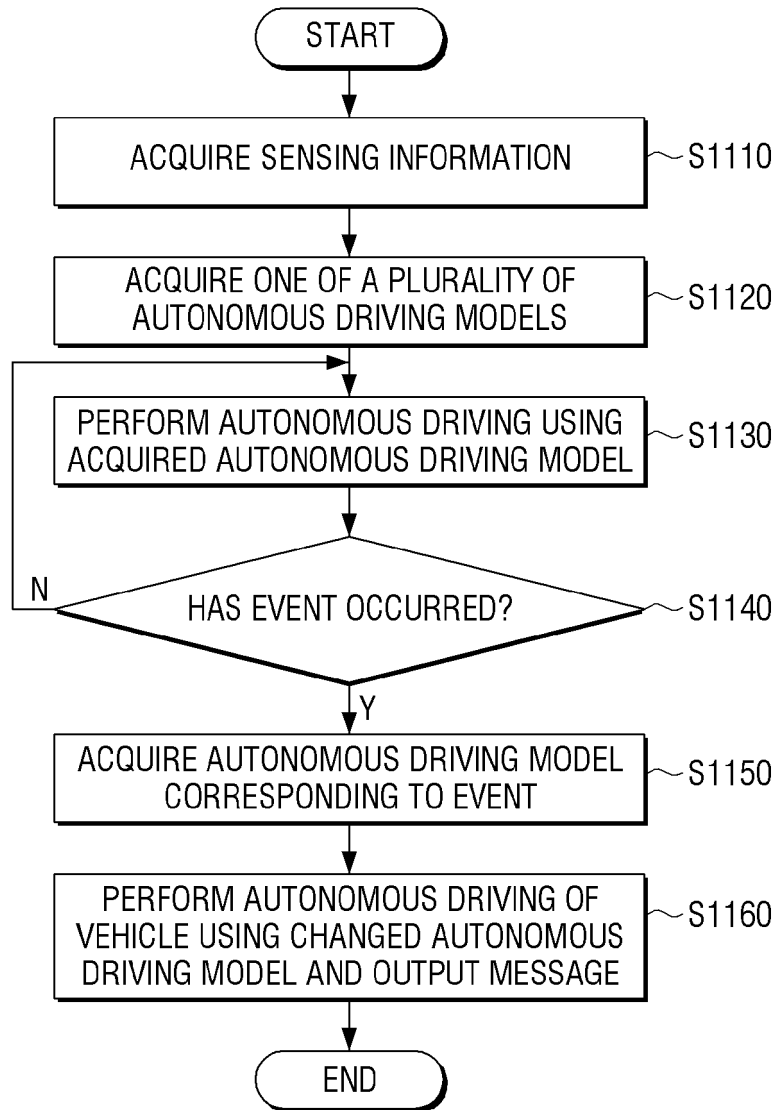 START
ACQUIRE SENSING INFORMATION
S1110
ACQUIRE ONE OF A PLURALITY OF
AUTONOMOUS DRIVING MODELS
S1120
PERFORM AUTONOMOUS DRIVING USING
ACQUIRED AUTONOMOUS DRIVING MODEL
S1130
N
HAS EVENT OCCURRED?
S1140
Y
ACQUIRE AUTONOMOUS DRIVING MODEL
CORRESPONDING TO EVENT
S1150
PERFORM AUTONOMOUS DRIVING OF
VEHICLE USING CHANGED AUTONOMOUS
DRIVING MODEL AND OUTPUT MESSAGE
S1160
END